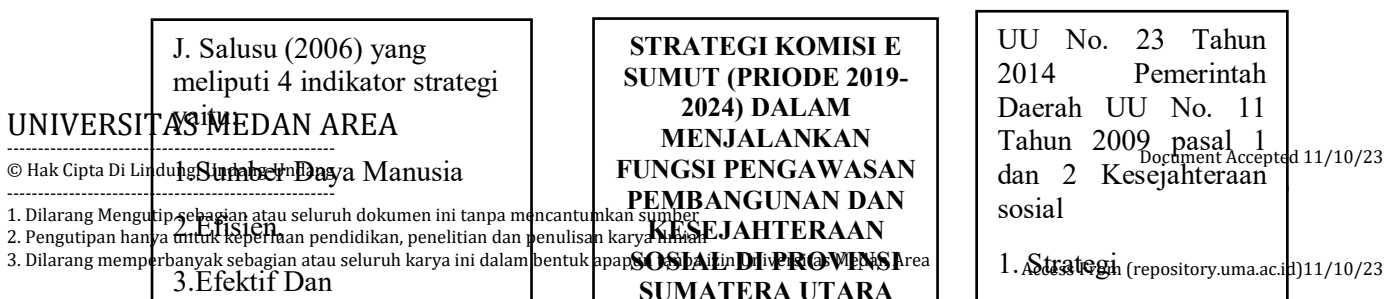 J. Salusu (2006) yang
meliputi 4 indikator strategi
yaitu:
1.Sumber Daya Manusia
2.Efisien,
3.Efektif Dan
STRATEGI KOMISI E
SUMUT (PRIODE 2019-
2024) DALAM
MENJALANKAN
FUNGSI PENGAWASAN
PEMBANGUNAN DAN
KESEJAHTERAAN
SOSIAL DI PROVINSI
SUMATERA UTARA
UU No. 23 Tahun
2014 Pemerintah
Daerah UU No. 11
Tahun 2009 pasal 1
dan 2 Kesejahteraan
sosial
1. Strategi
UNIVERSITAS MEDAN AREA
-----------------------------------------------------
© Hak Cipta Di Lindungi Undang-Undang
-----------------------------------------------------
1. Dilarang Mengutip sebagian atau seluruh dokumen ini tanpa mencantumkan sumber
2. Pengutipan hanya untuk keperluan pendidikan, penelitian dan penulisan karya ilmiah
3. Dilarang memperbanyak sebagian atau seluruh karya ini dalam bentuk apapun tanpa izin Universitas Medan Area
Document Accepted 11/10/23
Access From (repository.uma.ac.id)11/10/23